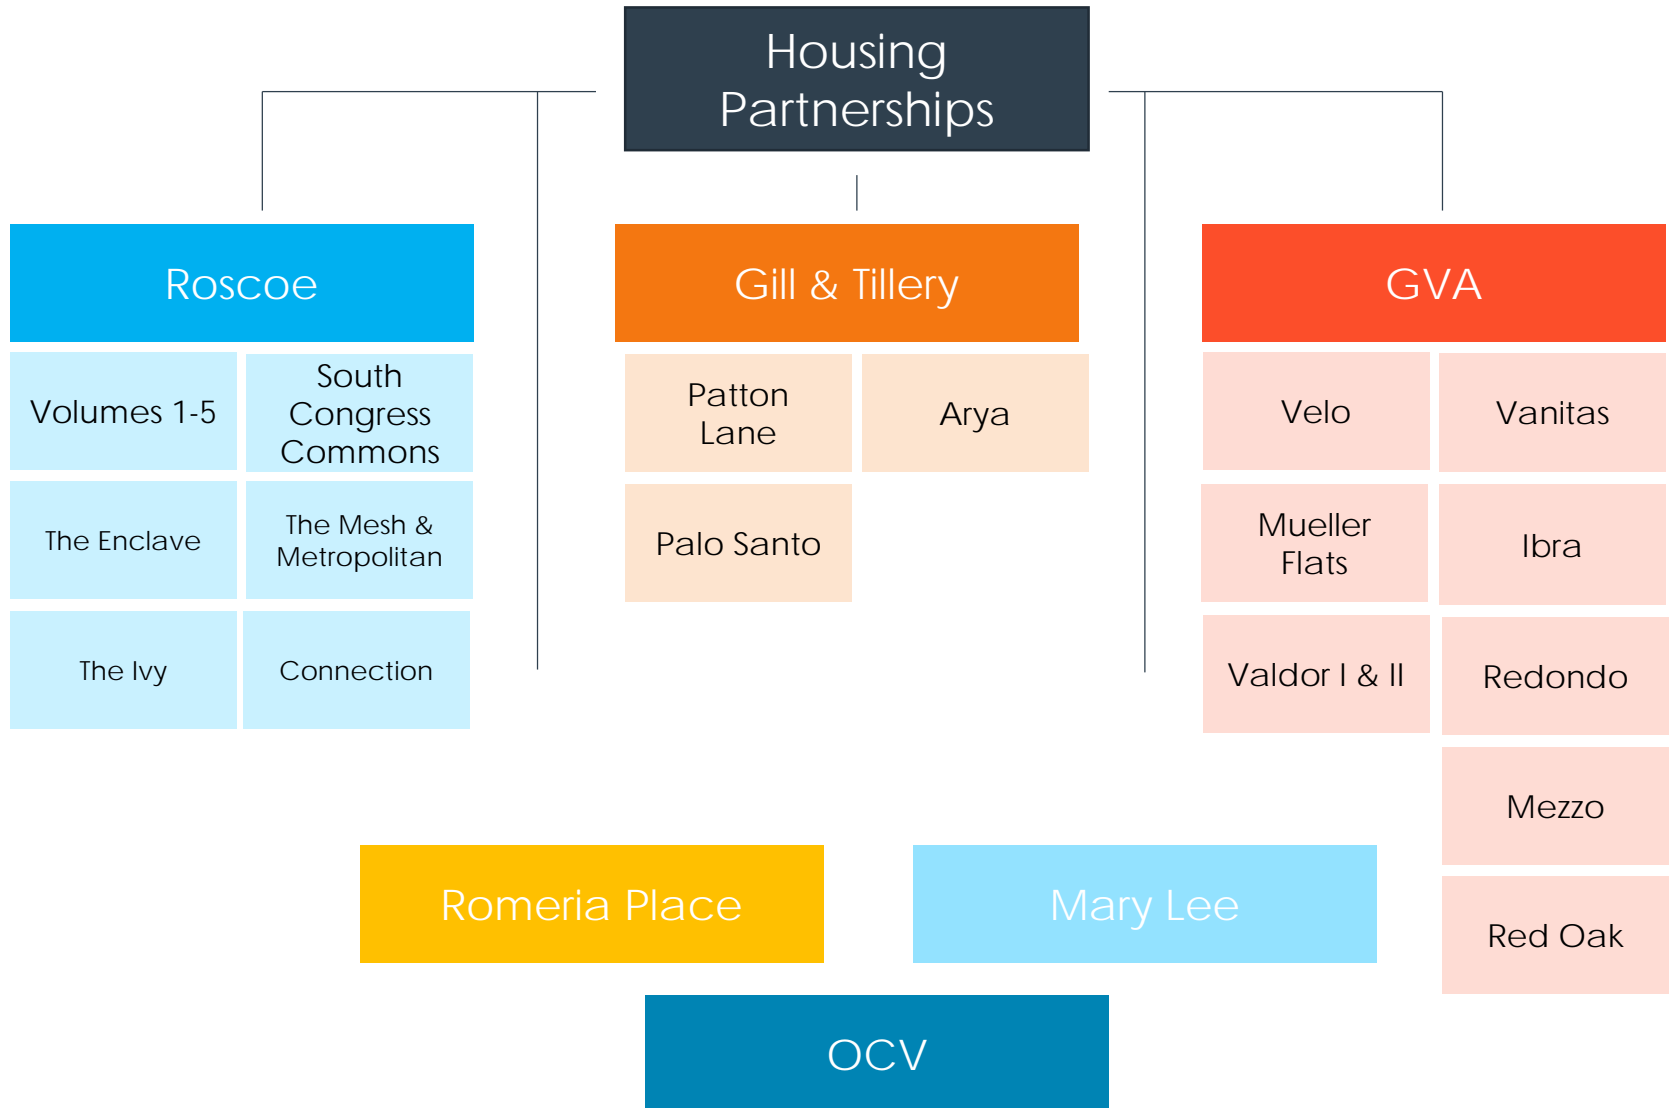 Housing
Partnerships
Roscoe
Volumes 1-5
South
Congress
Commons
The Enclave
The Mesh &
Metropolitan
The Ivy
Connection
Gill & Tillery
Patton
Lane
Arya
Palo Santo
GVA
Velo
Vanitas
Mueller
Flats
Ibra
Valdor I & II
Redondo
Mezzo
Red Oak
Romeria Place
Mary Lee
OCV